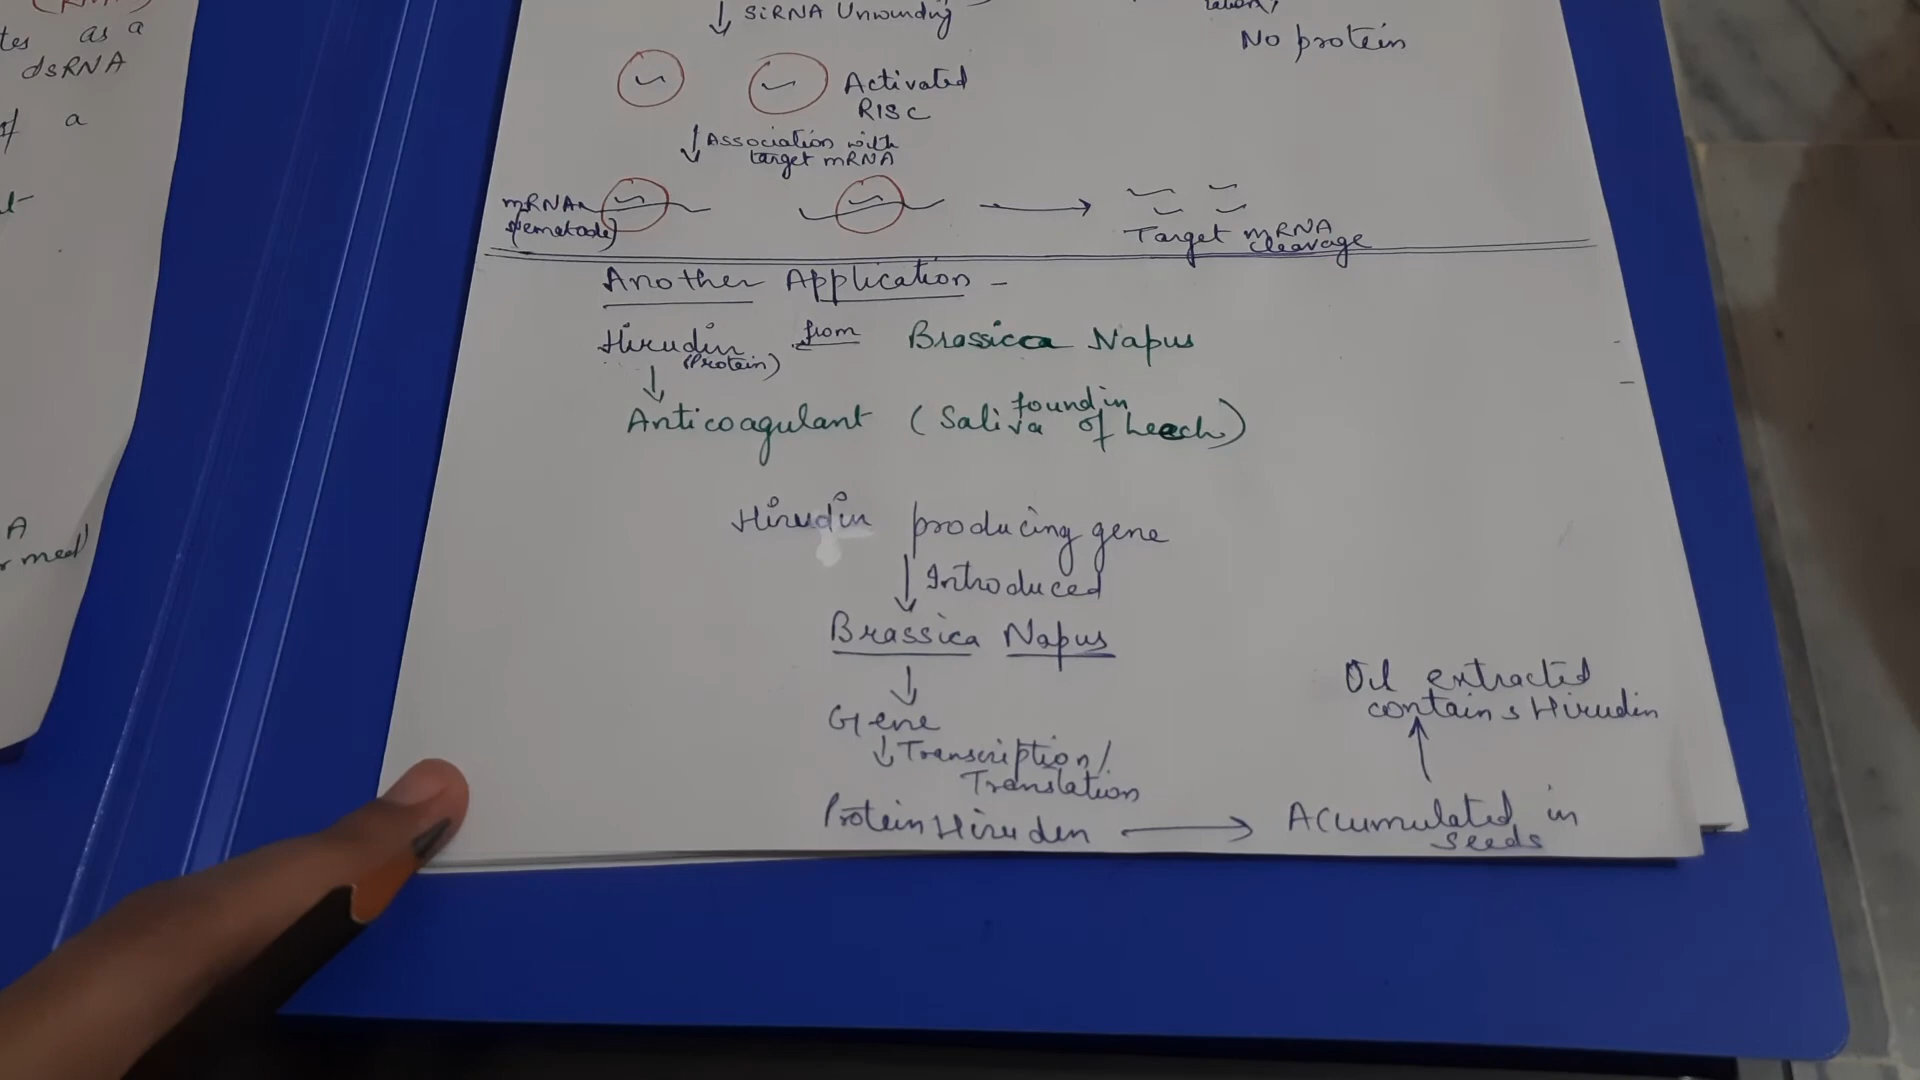 tes as a
dsRNA
a
A
SiRNA Unwinding
No protein
Activated
RISC
Association with
target mRNA
mRNA
(Nematode)
Target mRNA
cleavage
Another Application -
Hirudin from Brassica Napus
(Protein)
Anticoagulant (Saliva found in of Leech)
Hirudin producing gene
Introduced
Brassica Napus
Gene
Transcription/
Translation
Protein Hiruden
Accumulated in
seeds
Oil extracted
contains Hirudin